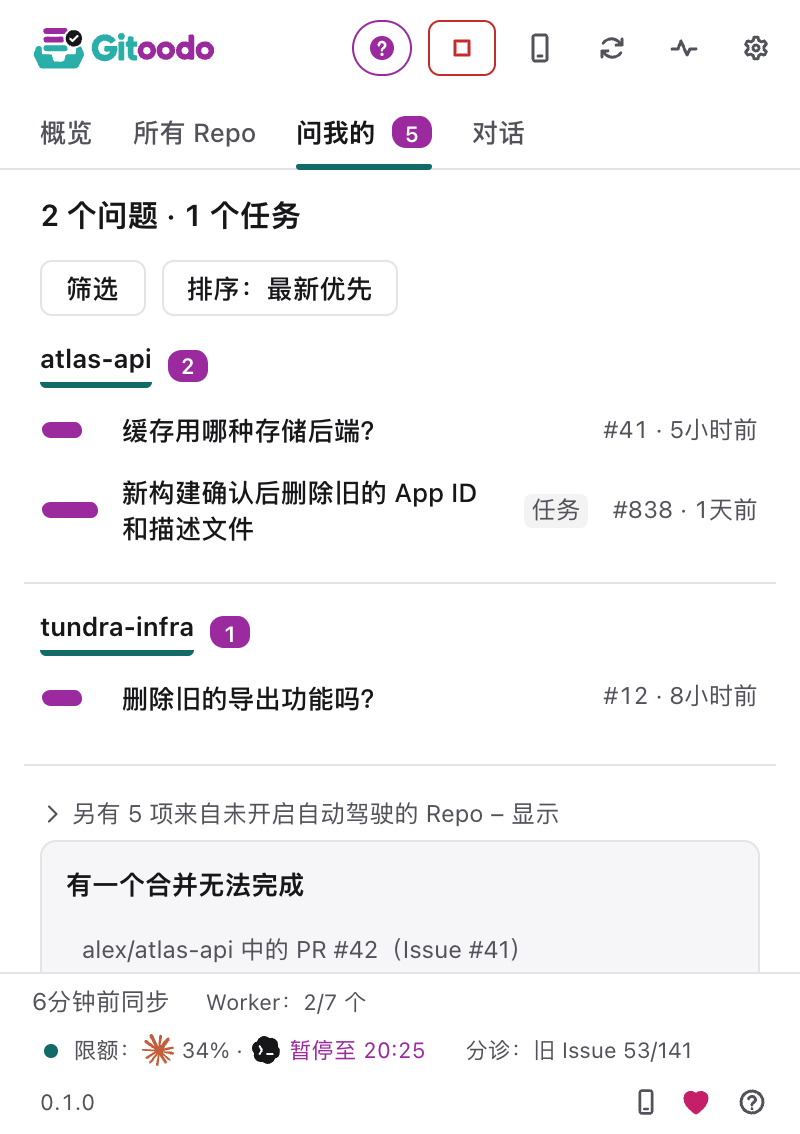 Gitoodo
概览 所有 Repo 问我的 5 对话
2 个问题 · 1 个任务
筛选 排序：最新优先
atlas-api 2
缓存用哪种存储后端? #41 · 5小时前
新构建确认后删除旧的 App ID
和描述文件 任务 #838 · 1天前
tundra-infra 1
删除旧的导出功能吗? #12 · 8小时前
另有 5 项来自未开启自动驾驶的 Repo – 显示
有一个合并无法完成
alex/atlas-api 中的 PR #42（Issue #41）
6分钟前同步 Worker：2/7 个
限额： 34% · 暂停至 20:25 分诊：旧 Issue 53/141
0.1.0